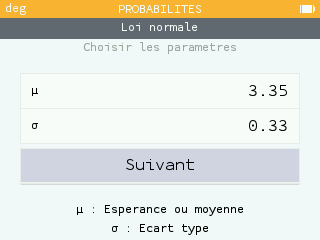 deg PROBABILITES
Loi normale
Choisir les parametres
μ 3.35
σ 0.33
Suivant
μ : Esperance ou moyenne
σ : Ecart type